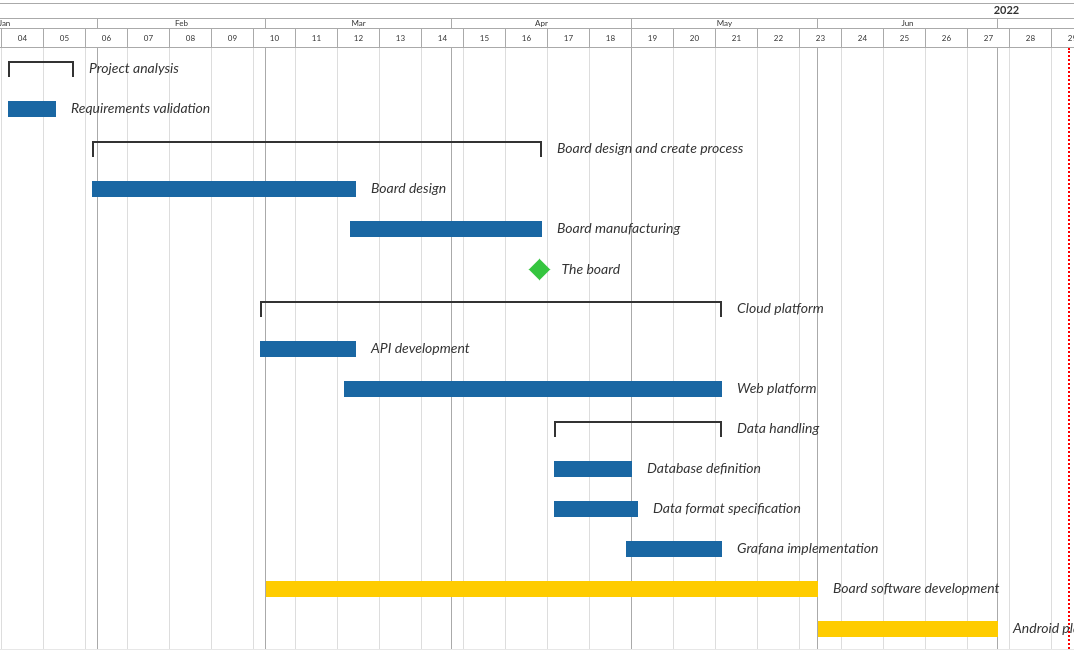 2022
Jan Feb Mar Apr May Jun
04 05 06 07 08 09 10 11 12 13 14 15 16 17 18 19 20 21 22 23 24 25 26 27 28 29
Project analysis
Requirements validation
Board design and create process
Board design
Board manufacturing
The board
Cloud platform
API development
Web platform
Data handling
Database definition
Data format specification
Grafana implementation
Board software development
Android